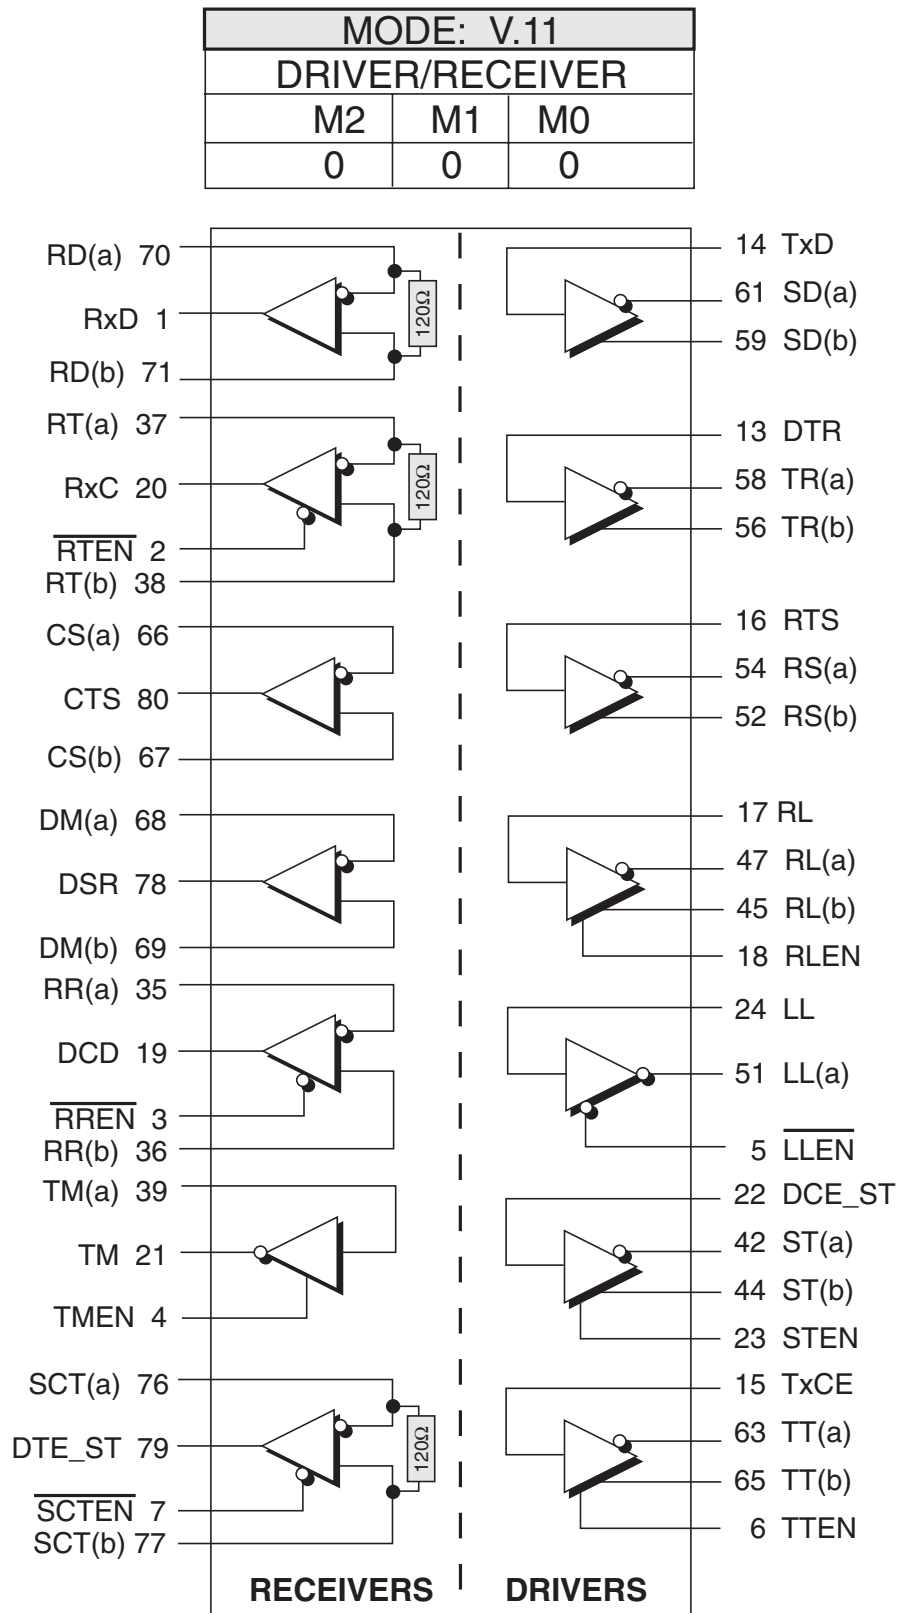 MODE: V.11
DRIVER/RECEIVER
M2 M1 M0
0 0 0
RD(a) 70
RxD 1
RD(b) 71
120Ω
RT(a) 37
RxC 20
RTEN 2
RT(b) 38
120Ω
CS(a) 66
CTS 80
CS(b) 67
DM(a) 68
DSR 78
DM(b) 69
RR(a) 35
DCD 19
RREN 3
RR(b) 36
TM(a) 39
TM 21
TMEN 4
SCT(a) 76
DTE_ST 79
SCTEN 7
SCT(b) 77
120Ω
RECEIVERS
14 TxD
61 SD(a)
59 SD(b)
13 DTR
58 TR(a)
56 TR(b)
16 RTS
54 RS(a)
52 RS(b)
17 RL
47 RL(a)
45 RL(b)
18 RLEN
24 LL
51 LL(a)
5 LLEN
22 DCE_ST
42 ST(a)
44 ST(b)
23 STEN
15 TxCE
63 TT(a)
65 TT(b)
6 TTEN
DRIVERS